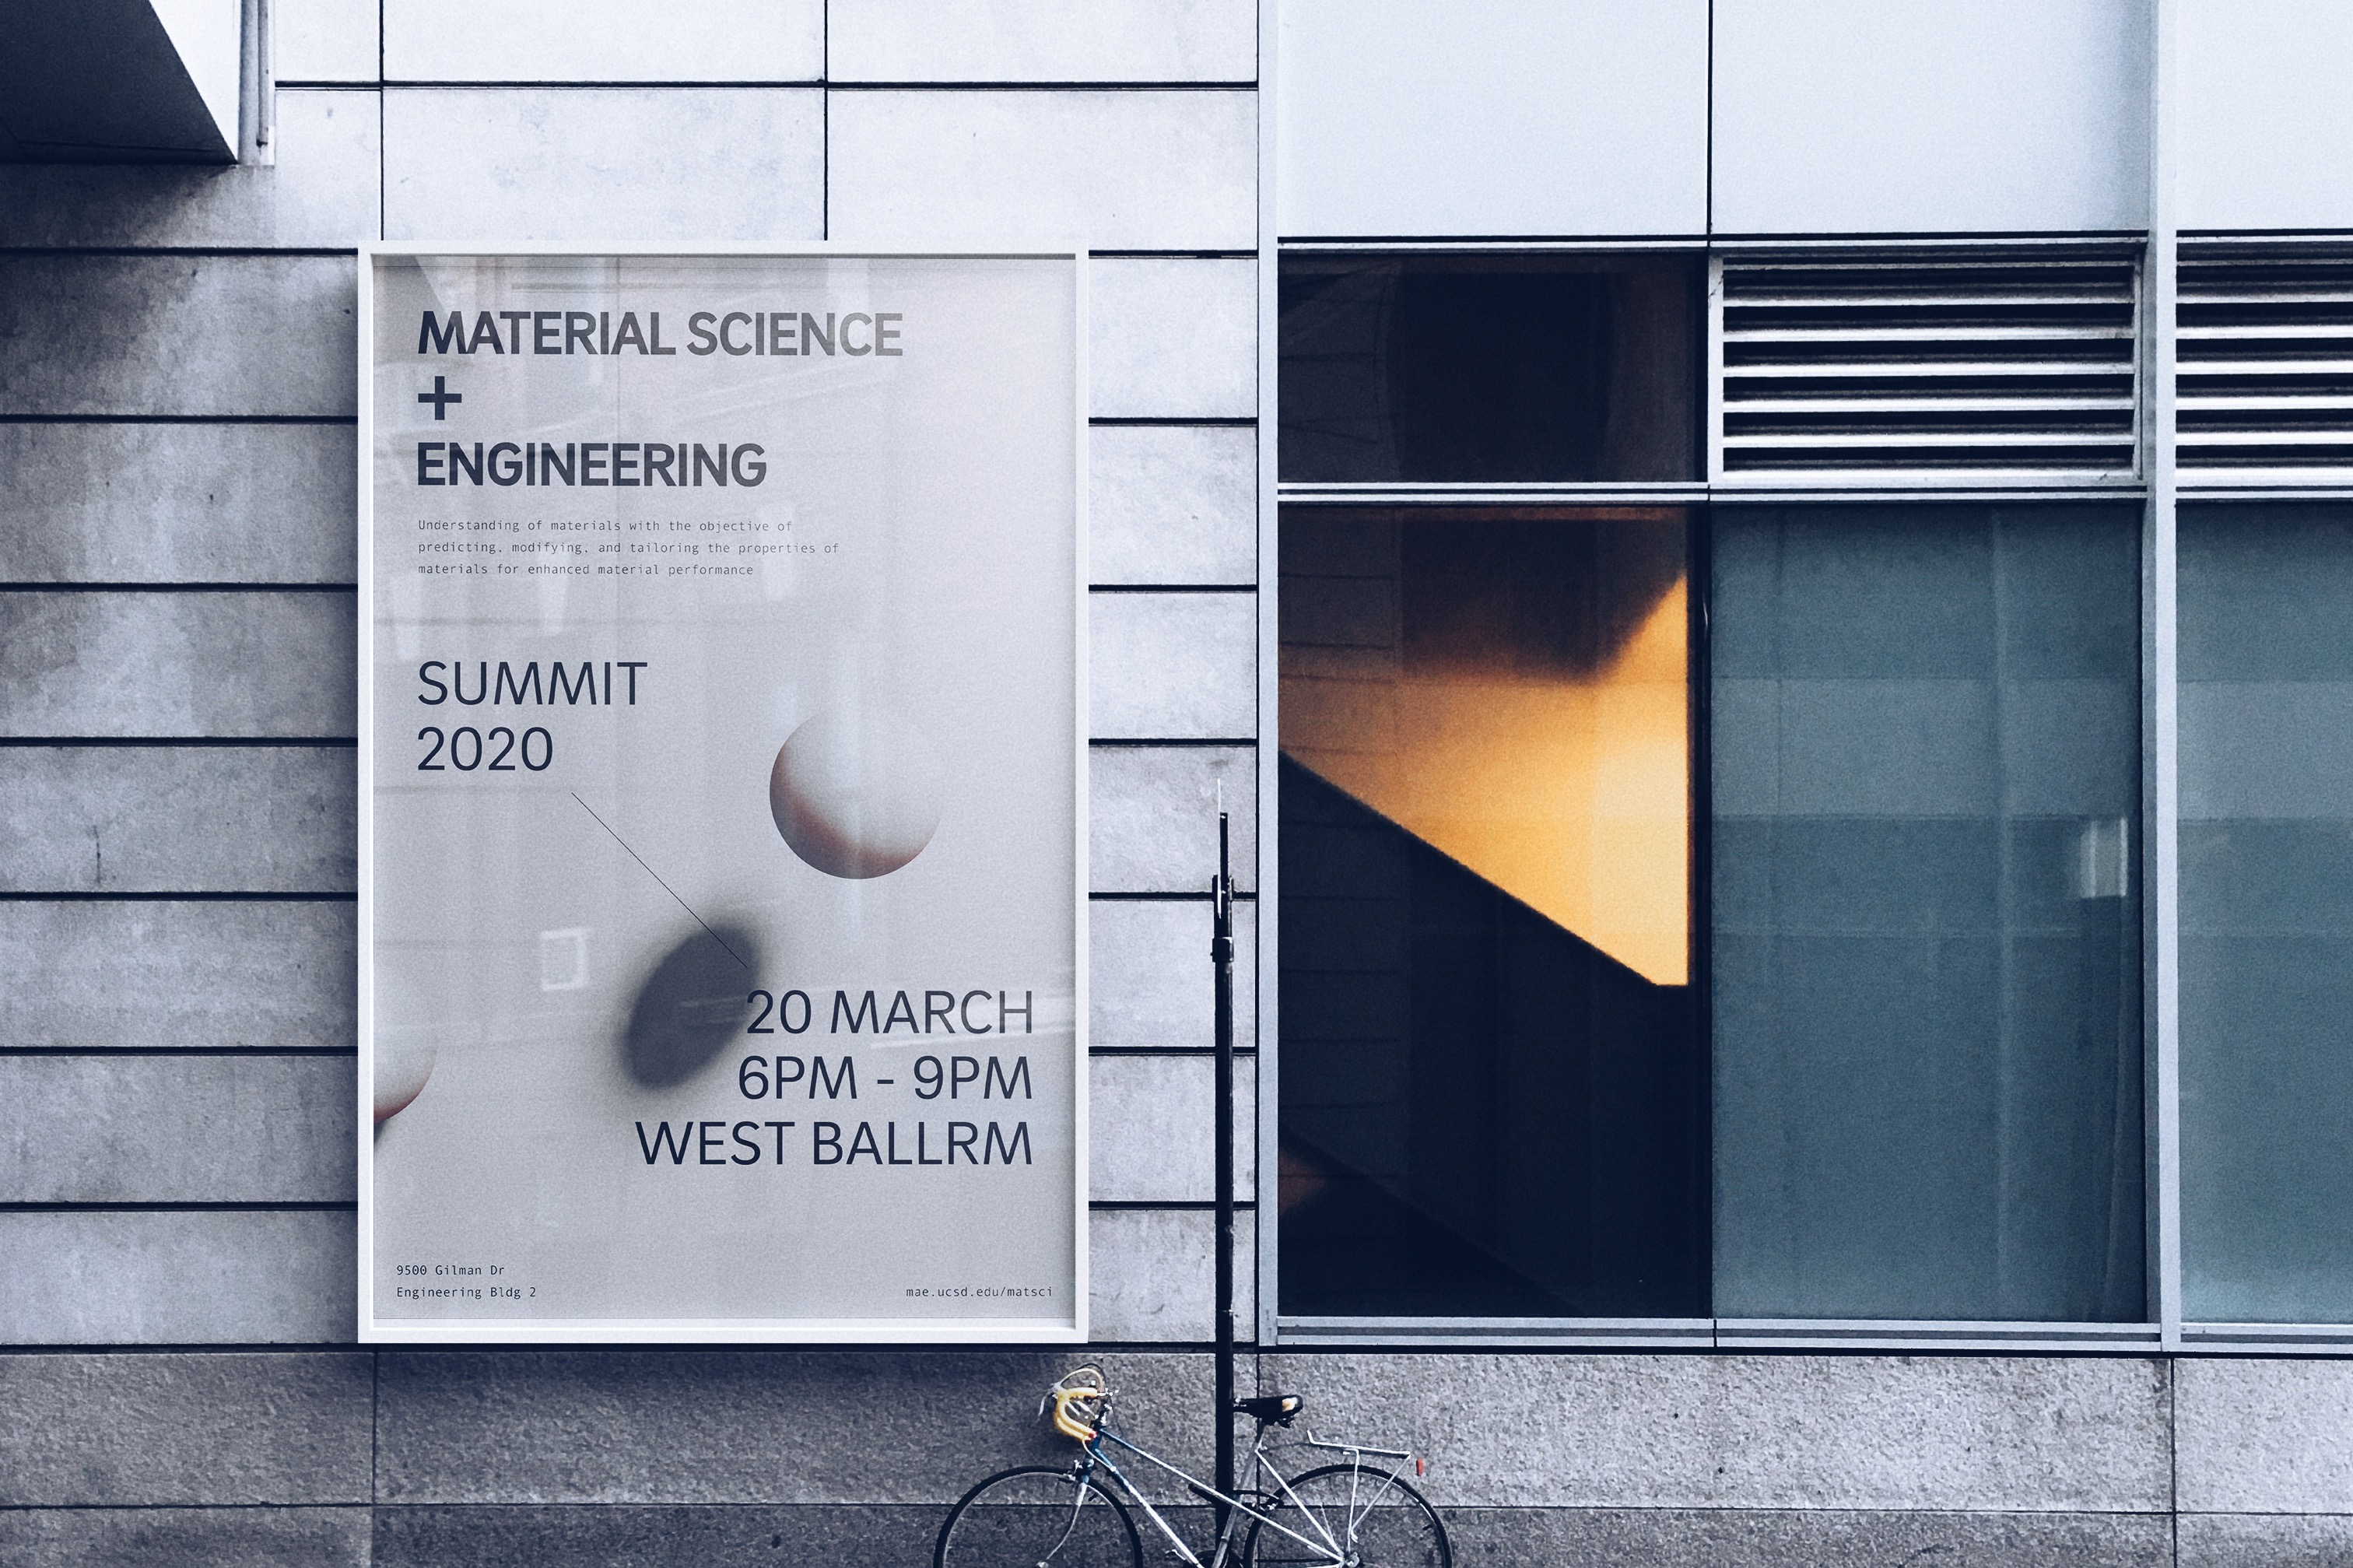 MATERIAL SCIENCE
+
ENGINEERING
Understanding of materials with the objective of
predicting, modifying, and tailoring the properties of
materials for enhanced material performance
SUMMIT
2020
20 MARCH
6PM - 9PM
WEST BALLRM
9500 Gilman Dr
Engineering Bldg 2
mae.ucsd.edu/matsci